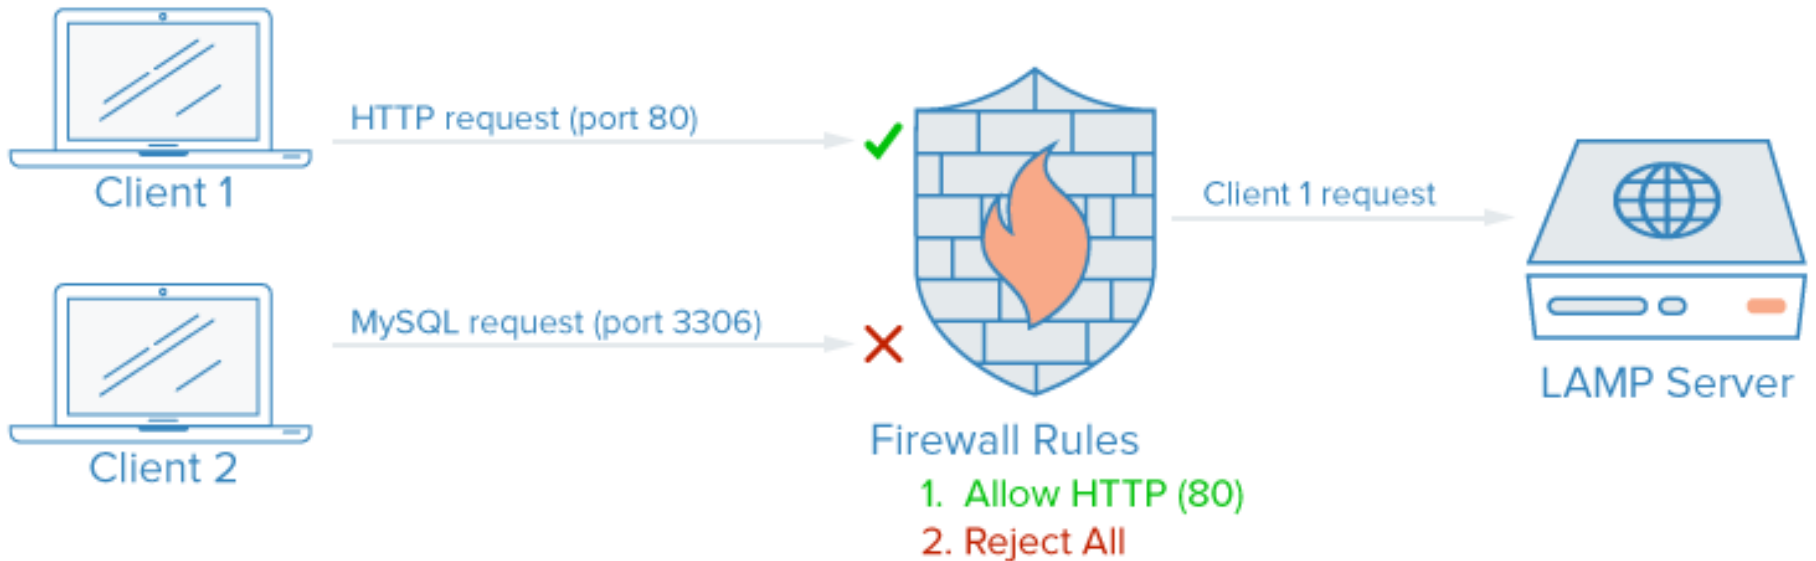 HTTP request (port 80)
Client 1
Client 1 request
MySQL request (port 3306)
Client 2
LAMP Server
Firewall Rules
1. Allow HTTP (80)
2. Reject All